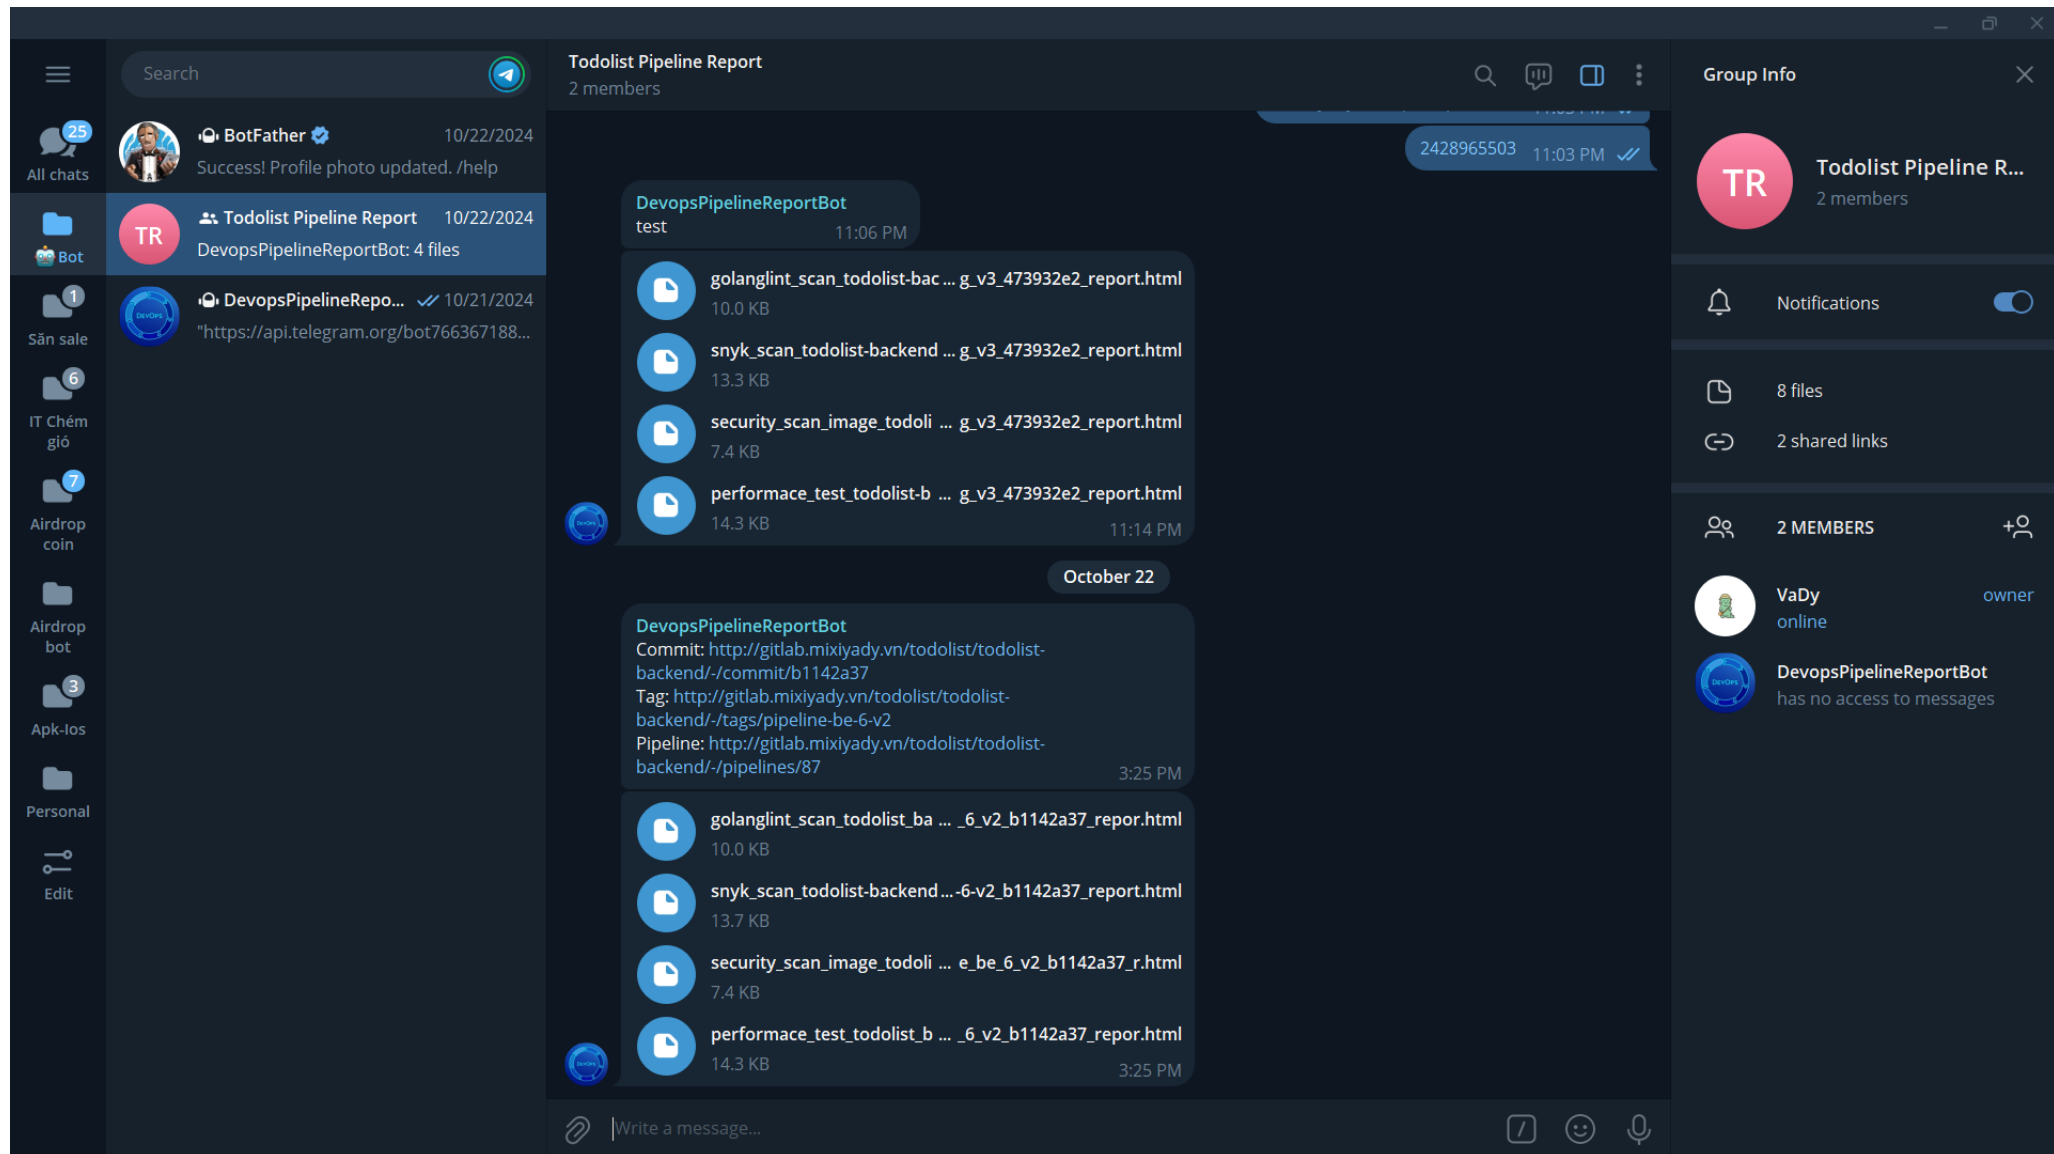 Search
25
All chats
Bot
1
Săn sale
6
IT Chém
gió
7
Airdrop
coin
Airdrop
bot
3
Apk-Ios
Personal
Edit
BotFather 10/22/2024
Success! Profile photo updated. /help
TR
Todolist Pipeline Report 10/22/2024
DevopsPipelineReportBot: 4 files
DevOps
DevopsPipelineRepo... 10/21/2024
"https://api.telegram.org/bot766367188...
Todolist Pipeline Report
2 members
2428965503 11:03 PM
DevopsPipelineReportBot
test 11:06 PM
golanglint_scan_todolist-bac ... g_v3_473932e2_report.html
10.0 KB
snyk_scan_todolist-backend ... g_v3_473932e2_report.html
13.3 KB
security_scan_image_todoli ... g_v3_473932e2_report.html
7.4 KB
performace_test_todolist-b ... g_v3_473932e2_report.html
14.3 KB 11:14 PM
DevOps
October 22
DevopsPipelineReportBot
Commit: http://gitlab.mixiyady.vn/todolist/todolist-
backend/-/commit/b1142a37
Tag: http://gitlab.mixiyady.vn/todolist/todolist-
backend/-/tags/pipeline-be-6-v2
Pipeline: http://gitlab.mixiyady.vn/todolist/todolist-
backend/-/pipelines/87
3:25 PM
golanglint_scan_todolist_ba ... _6_v2_b1142a37_repor.html
10.0 KB
snyk_scan_todolist-backend...-6-v2_b1142a37_report.html
13.7 KB
security_scan_image_todoli ... e_be_6_v2_b1142a37_r.html
7.4 KB
performace_test_todolist_b ... _6_v2_b1142a37_repor.html
14.3 KB 3:25 PM
DevOps
Write a message...
Group Info
TR
Todolist Pipeline R...
2 members
Notifications
8 files
2 shared links
2 MEMBERS
VaDy owner
online
DevOps
DevopsPipelineReportBot
has no access to messages